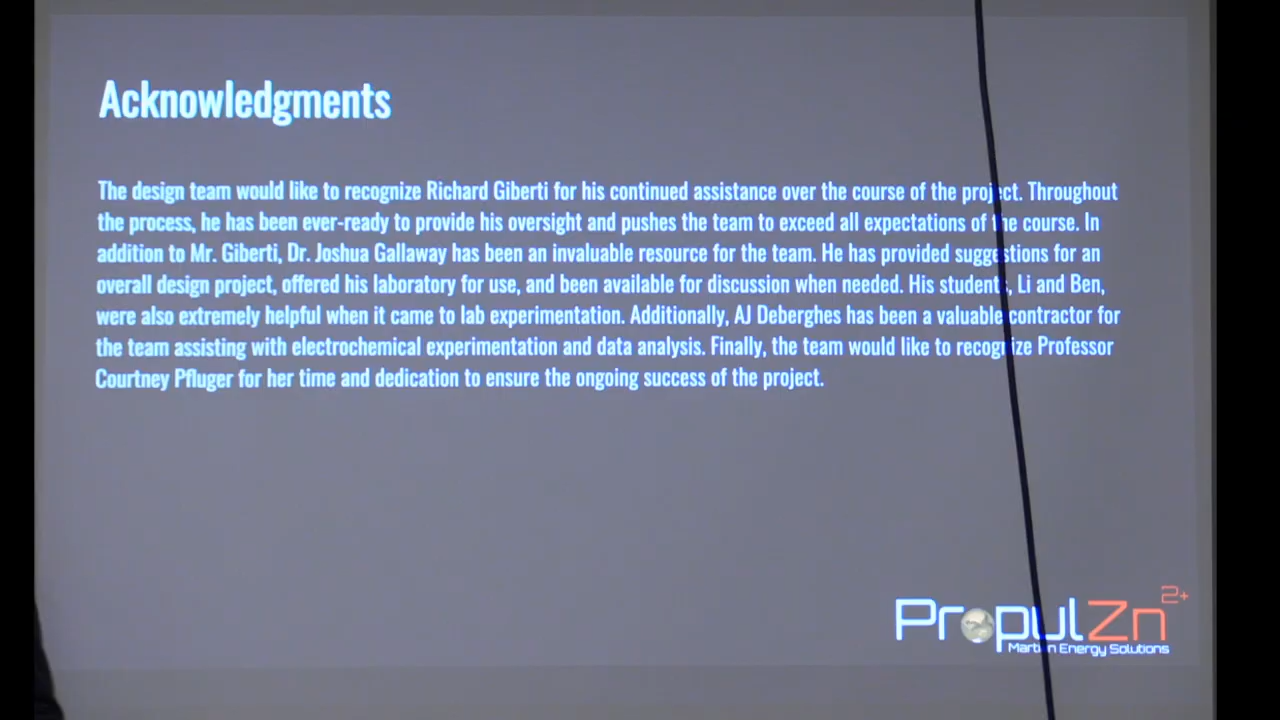 Acknowledgments
The design team would like to recognize Richard Giberti for his continued assistance over the course of the project. Throughout
the process, he has been ever-ready to provide his oversight and pushes the team to exceed all expectations of the course. In
addition to Mr. Giberti, Dr. Joshua Gallaway has been an invaluable resource for the team. He has provided suggestions for an
overall design project, offered his laboratory for use, and been available for discussion when needed. His students, Li and Ben,
were also extremely helpful when it came to lab experimentation. Additionally, AJ Deberghes has been a valuable contractor for
the team assisting with electrochemical experimentation and data analysis. Finally, the team would like to recognize Professor
Courtney Pfluger for her time and dedication to ensure the ongoing success of the project.
PropulZn 2+
Martian Energy Solutions